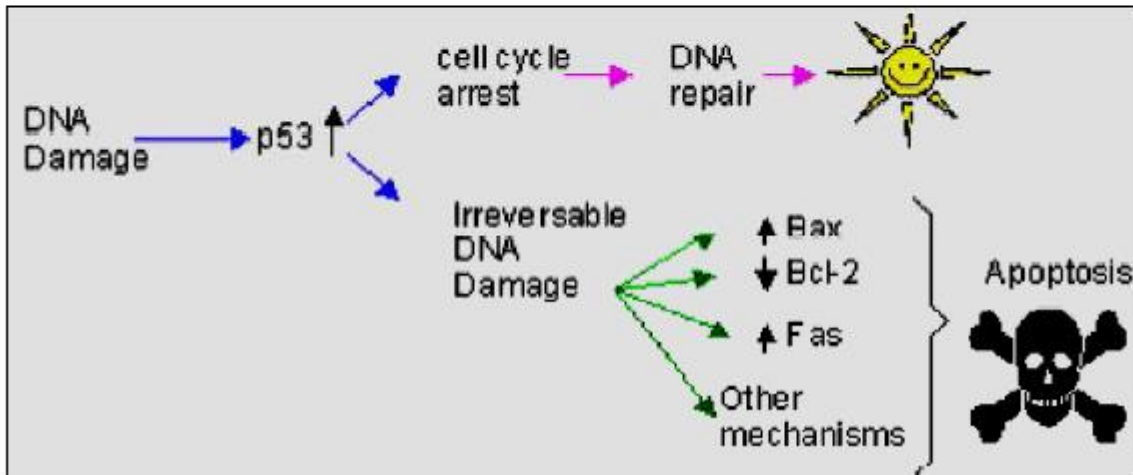 DNA
Damage
p53
cell cycle
arrest
DNA
repair
Irreversable
DNA
Damage
Bax
Bcl-2
Fas
Other
mechanisms
Apoptosis